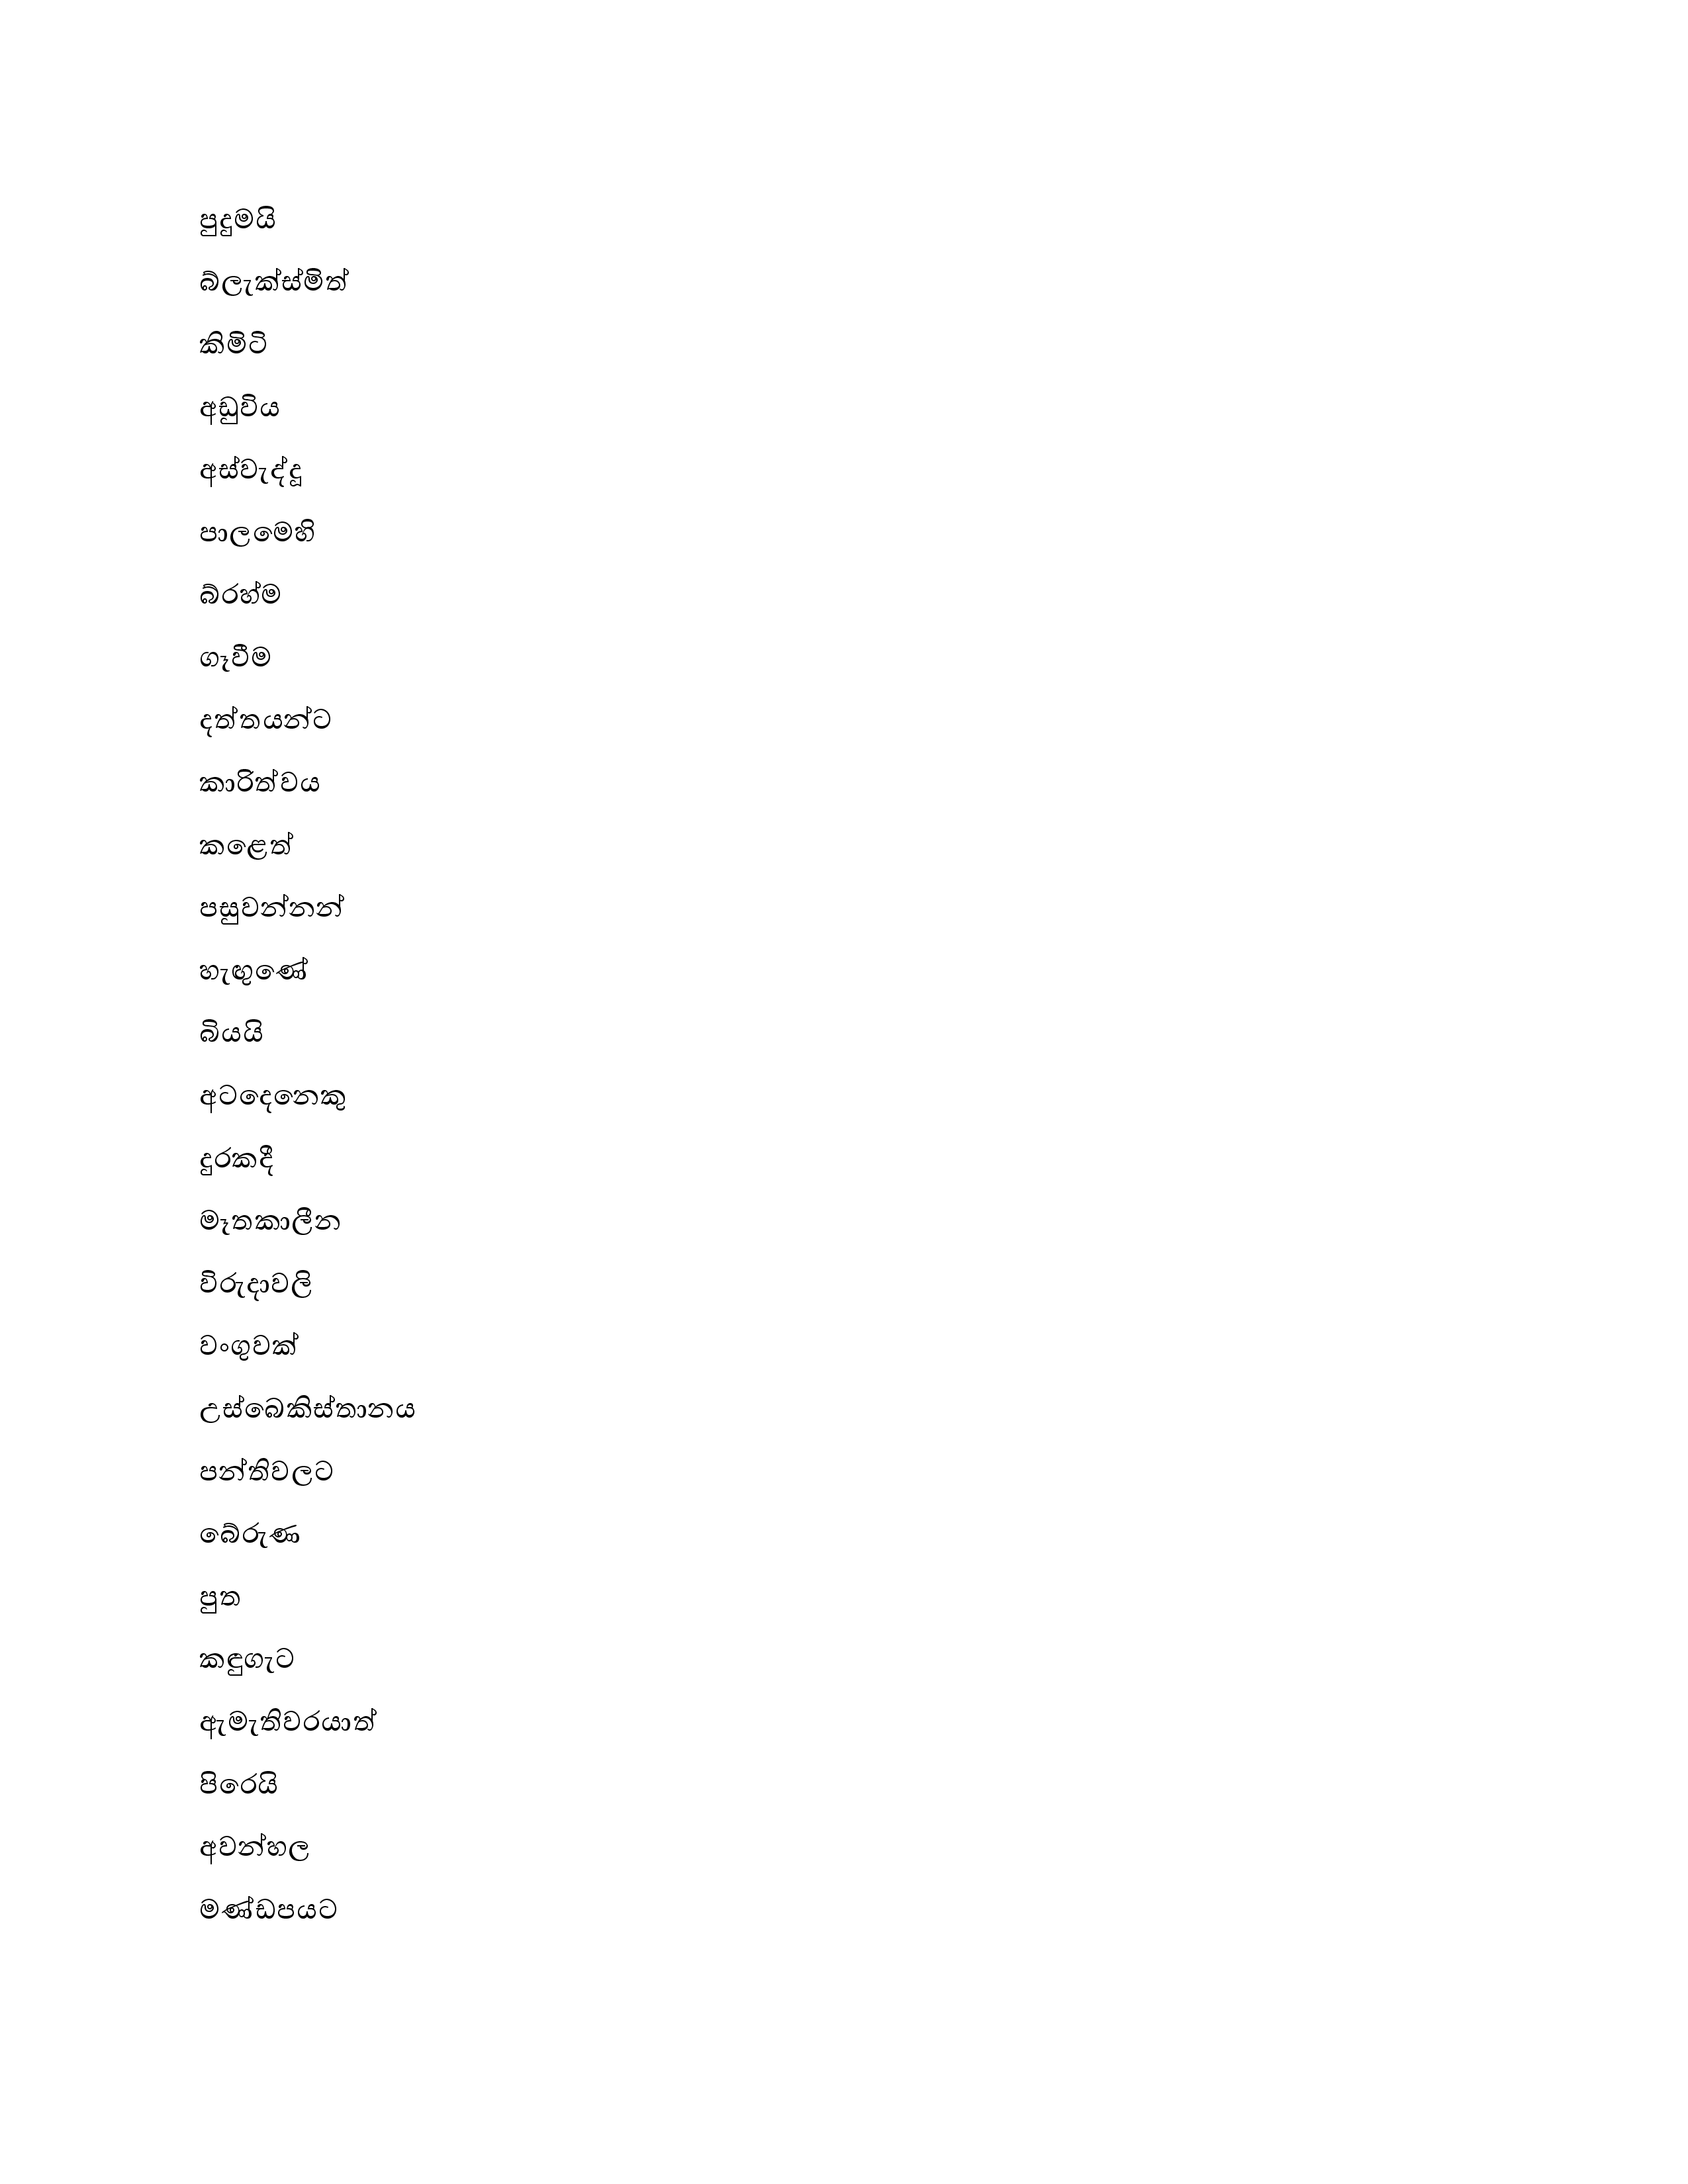 පුදුමයි
බ්ලැක්ස්මිත්
කිමිටි
අඩුවිය
අස්වැද්දූ
පාලමෙහි
බ්රහ්ම
ගෑවීම
දත්තයන්ට
කාරිත්වය
කළෙත්
පසුවන්නන්
හැඟුණේ
බියයි
අටදෙනෙකු
දුරකදී
මෑතකාලීන
විරුදාවලි
වංගුවක්
උස්බෙකිස්තානය
පන්තිවලට
බේරුණ
පුත
කඳුගැට
ඇමැතිවරයාත්
පිරෙයි
අවන්හල
මණ්ඩපයට